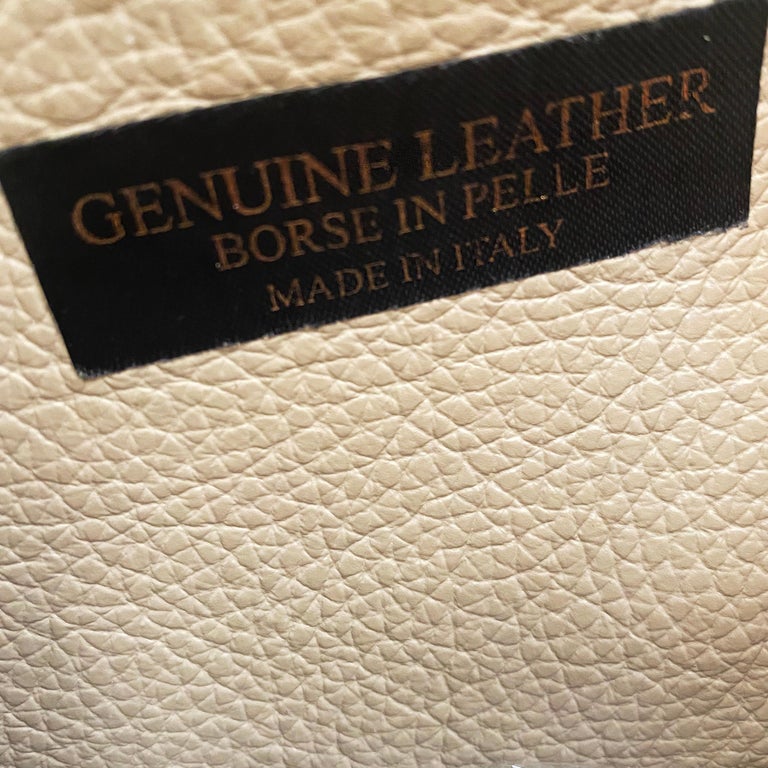 GENUINE LEATHER
BORSE IN PELLE
MADE IN ITALY